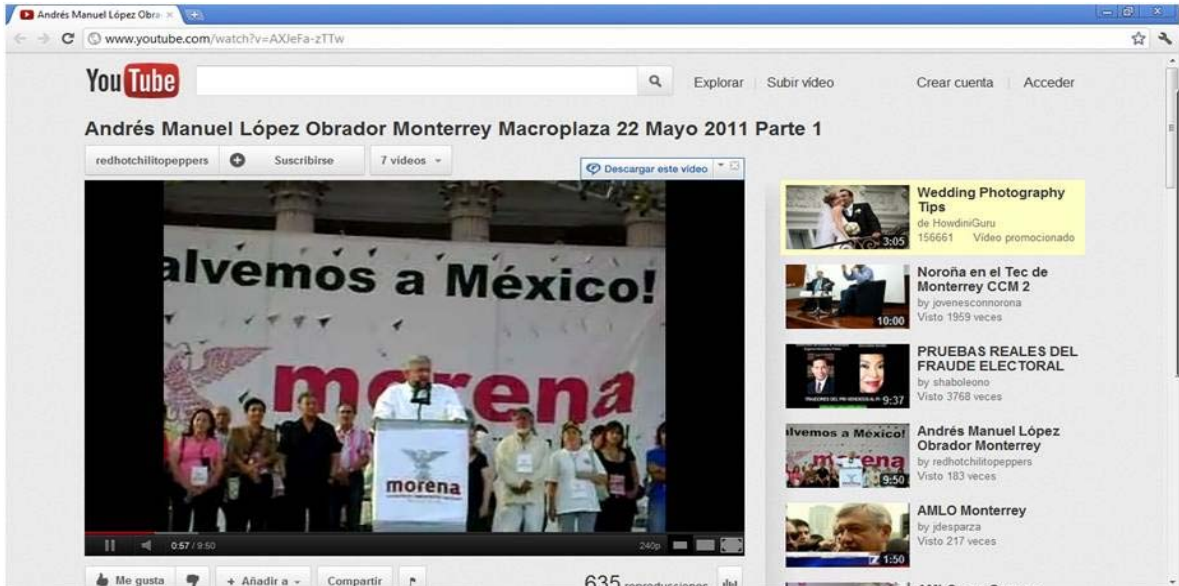 Andrés Manuel López Obra
www.youtube.com/watch?v=AXJeFa-zTTw
YouTube
Explorar
Subir vídeo
Crear cuenta
Acceder
Andrés Manuel López Obrador Monterrey Macroplaza 22 Mayo 2011 Parte 1
redhotchilitopeppers
Suscribirse
7 vídeos
Descargar este vídeo
alvemos a México!
morena
morena
0:57 / 9:50
240p
Me gusta
+ Añadir a
Compartir
635 reproducciones
3:05
Wedding Photography
Tips
de HowdiniGuru
156661 Vídeo promocionado
10:00
Noroña en el Tec de
Monterrey CCM 2
by jovenesconnorona
Visto 1959 veces
9:37
PRUEBAS REALES DEL
FRAUDE ELECTORAL
by shaboleono
Visto 3768 veces
alvemos a México!
morena
9:50
Andrés Manuel López
Obrador Monterrey
by redhotchilitopeppers
Visto 183 veces
1:50
AMLO Monterrey
by jdesparza
Visto 217 veces